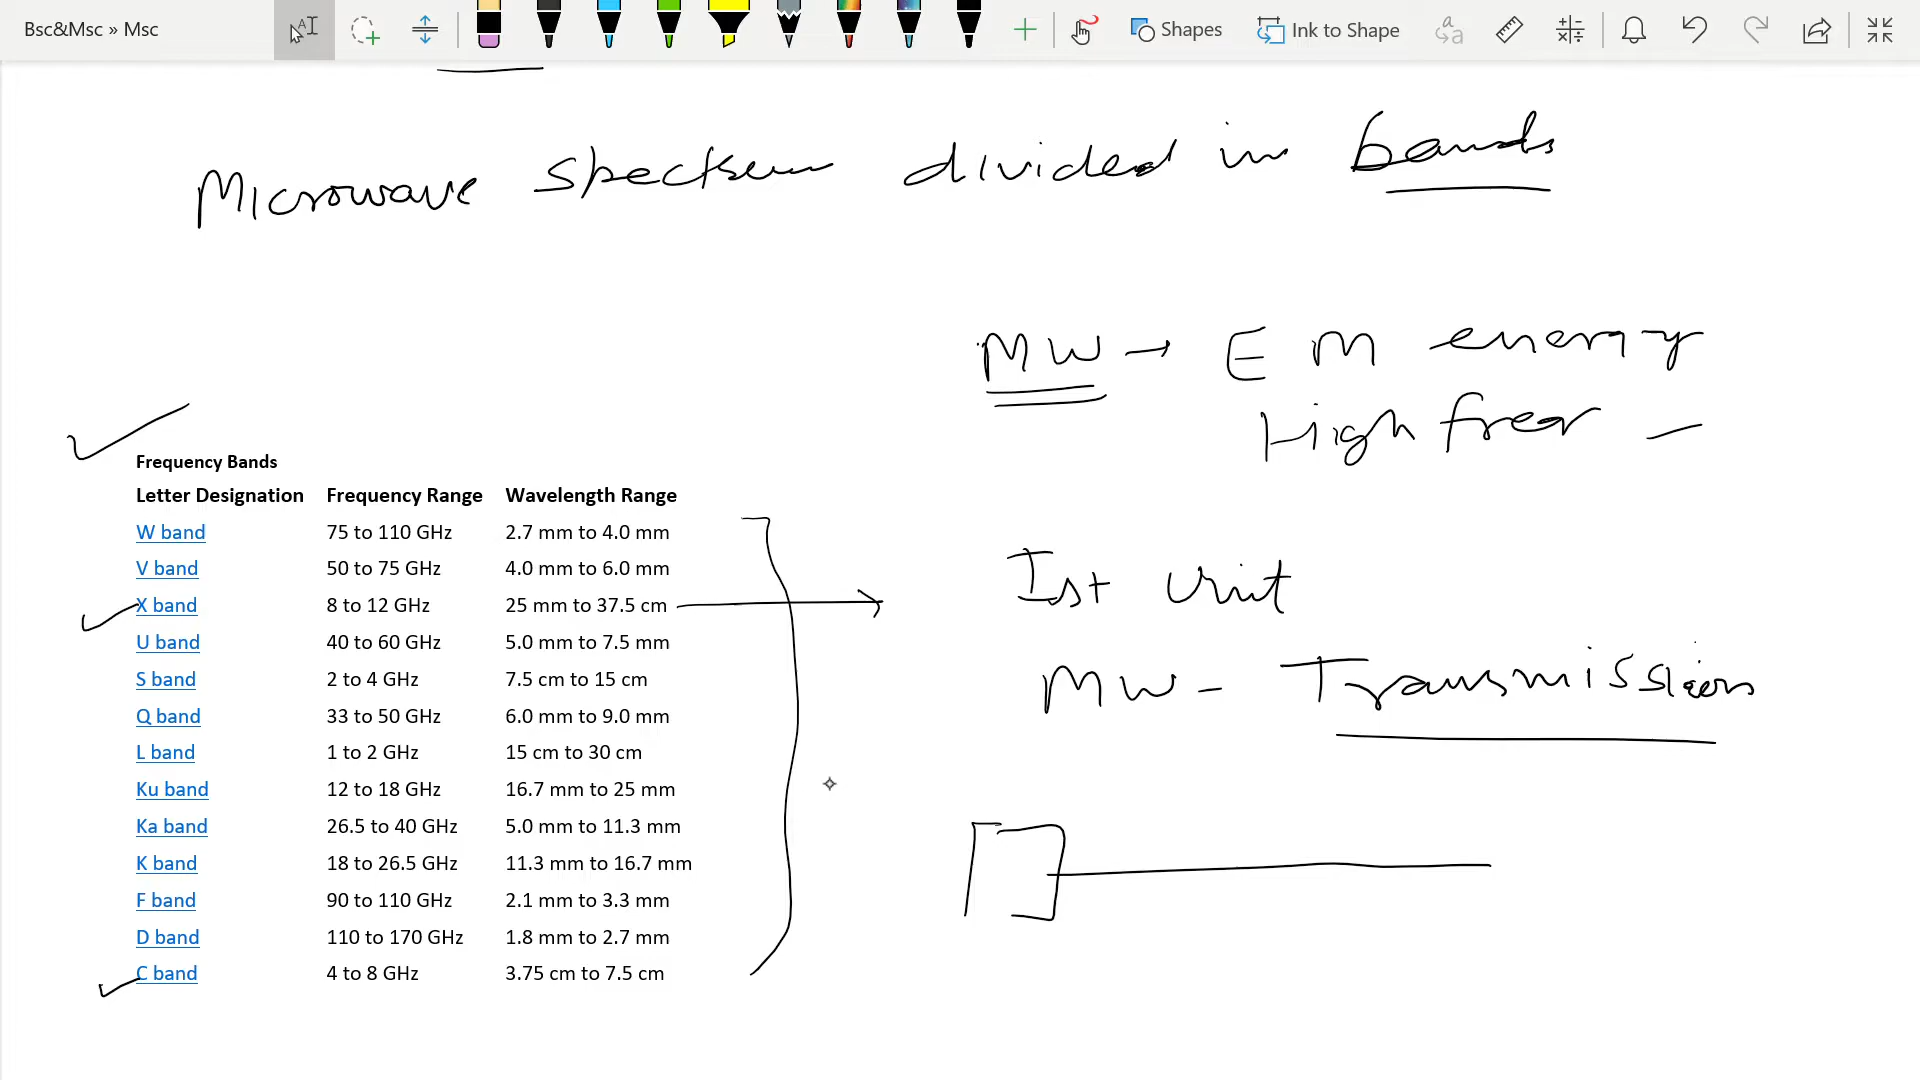 Bsc&Msc » Msc
Shapes
Ink to Shape
Microwave spectrum divided in bands
MW → EM energy
High freq -
Frequency Bands
Letter Designation Frequency Range Wavelength Range
W band 75 to 110 GHz 2.7 mm to 4.0 mm
V band 50 to 75 GHz 4.0 mm to 6.0 mm
X band 8 to 12 GHz 25 mm to 37.5 cm
U band 40 to 60 GHz 5.0 mm to 7.5 mm
S band 2 to 4 GHz 7.5 cm to 15 cm
Q band 33 to 50 GHz 6.0 mm to 9.0 mm
L band 1 to 2 GHz 15 cm to 30 cm
Ku band 12 to 18 GHz 16.7 mm to 25 mm
Ka band 26.5 to 40 GHz 5.0 mm to 11.3 mm
K band 18 to 26.5 GHz 11.3 mm to 16.7 mm
F band 90 to 110 GHz 2.1 mm to 3.3 mm
D band 110 to 170 GHz 1.8 mm to 2.7 mm
C band 4 to 8 GHz 3.75 cm to 7.5 cm
Ist Unit
MW - Transmission